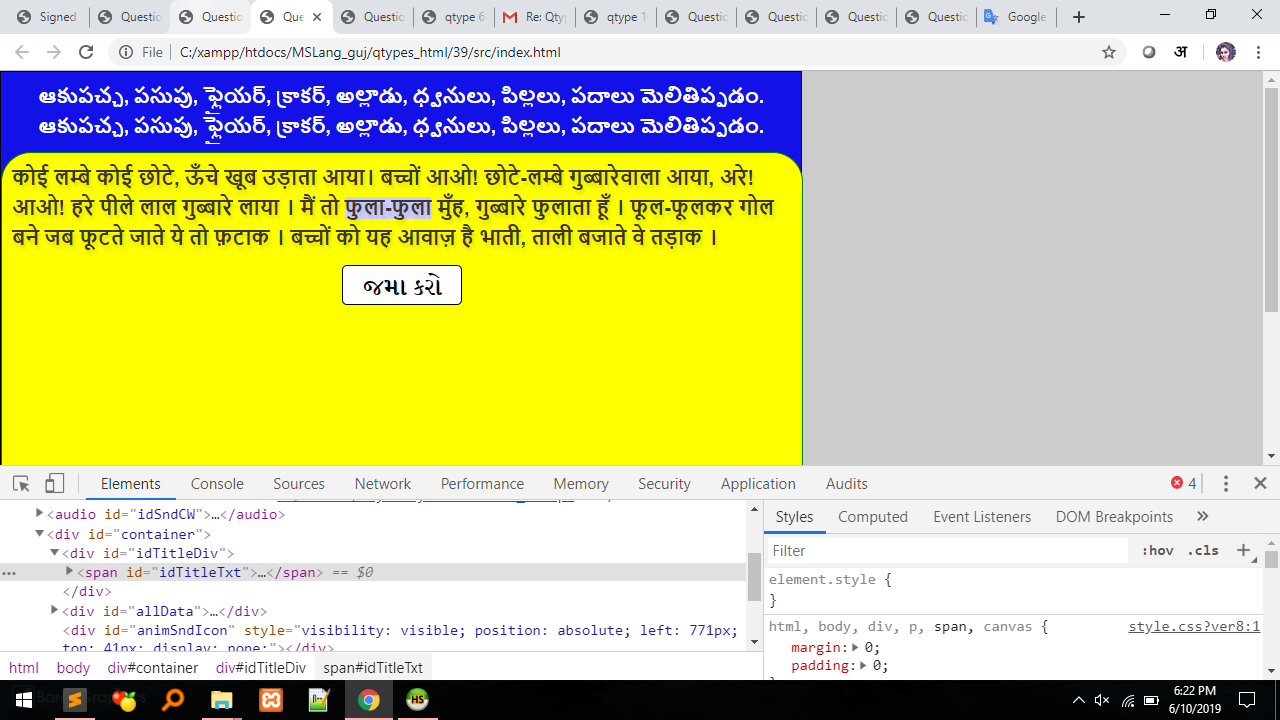 Signed
Questio
Questio
Que
Questio
qtype 6
Re: Qty
qtype 1
Questio
Questio
Questio
Questio
Google
File | C:/xampp/htdocs/MSLang_guj/qtypes_html/39/src/index.html
अ
ఆకుపచ్చ, పసుపు, ఫ్లైయర్, క్రాకర్, అల్లాడు, ధ్వనులు, పిల్లలు, పదాలు మెలితిప్పడం.
ఆకుపచ్చ, పసుపు, ఫ్లైయర్, క్రాకర్, అల్లాడు, ధ్వనులు, పిల్లలు, పదాలు మెలితిప్పడం.
कोई लम्बे कोई छोटे, ऊँचे खूब उड़ाता आया। बच्चों आओ! छोटे-लम्बे गुब्बारेवाला आया, अरे!
आओ! हरे पीले लाल गुब्बारे लाया । मैं तो फुला-फुला मुँह, गुब्बारे फुलाता हूँ । फूल-फूलकर गोल
बने जब फूटते जाते ये तो फ़टाक । बच्चों को यह आवाज़ है भाती, ताली बजाते वे तड़ाक ।
જમા કરો
Elements Console Sources Network Performance Memory Security Application Audits 4
<audio id="idSndCW">…</audio>
<div id="container">
<div id="idTitleDiv">
<span id="idTitleTxt">…</span> == $0
</div>
<div id="allData">…</div>
<div id="animSndIcon" style="visibility: visible; position: absolute; left: 771px;
top: 41px; display: none;"></div>
html body div#container div#idTitleDiv span#idTitleTxt
Styles Computed Event Listeners DOM Breakpoints »
Filter :hov .cls +
element.style {
}
html, body, div, p, span, canvas { style.css?ver8:1
margin: 0;
padding: 0;
6:22 PM
6/10/2019